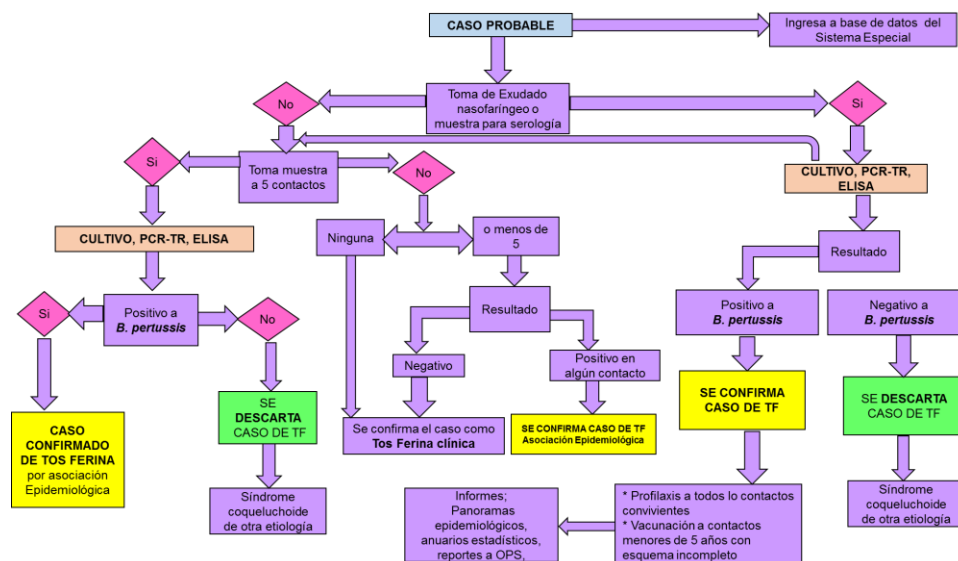 CASO PROBABLE
Ingresa a base de datos del
Sistema Especial
No
Toma de Exudado
nasofaríngeo o
muestra para serología
Si
Si
Toma muestra
a 5 contactos
No
CULTIVO, PCR-TR,
ELISA
CULTIVO, PCR-TR, ELISA
Ninguna
o menos de
5
Resultado
Si
Positivo a
B. pertussis
No
Resultado
Positivo a
B. pertussis
Negativo a
B. pertussis
Negativo
Positivo en
algún contacto
CASO
CONFIRMADO
DE TOS FERINA
por asociación
Epidemiológica
SE
DESCARTA
CASO DE TF
Se confirma el caso como
Tos Ferina clínica
SE CONFIRMA CASO DE TF
Asociación Epidemiológica
SE CONFIRMA
CASO DE TF
SE DESCARTA
CASO DE TF
Síndrome
coqueluchoide
de otra etiología
Informes;
Panoramas
epidemiológicos,
anuarios estadísticos,
reportes a OPS,
* Profilaxis a todos lo contactos
convivientes
* Vacunación a contactos
menores de 5 años con
esquema incompleto
Síndrome
coqueluchoide
de otra etiología